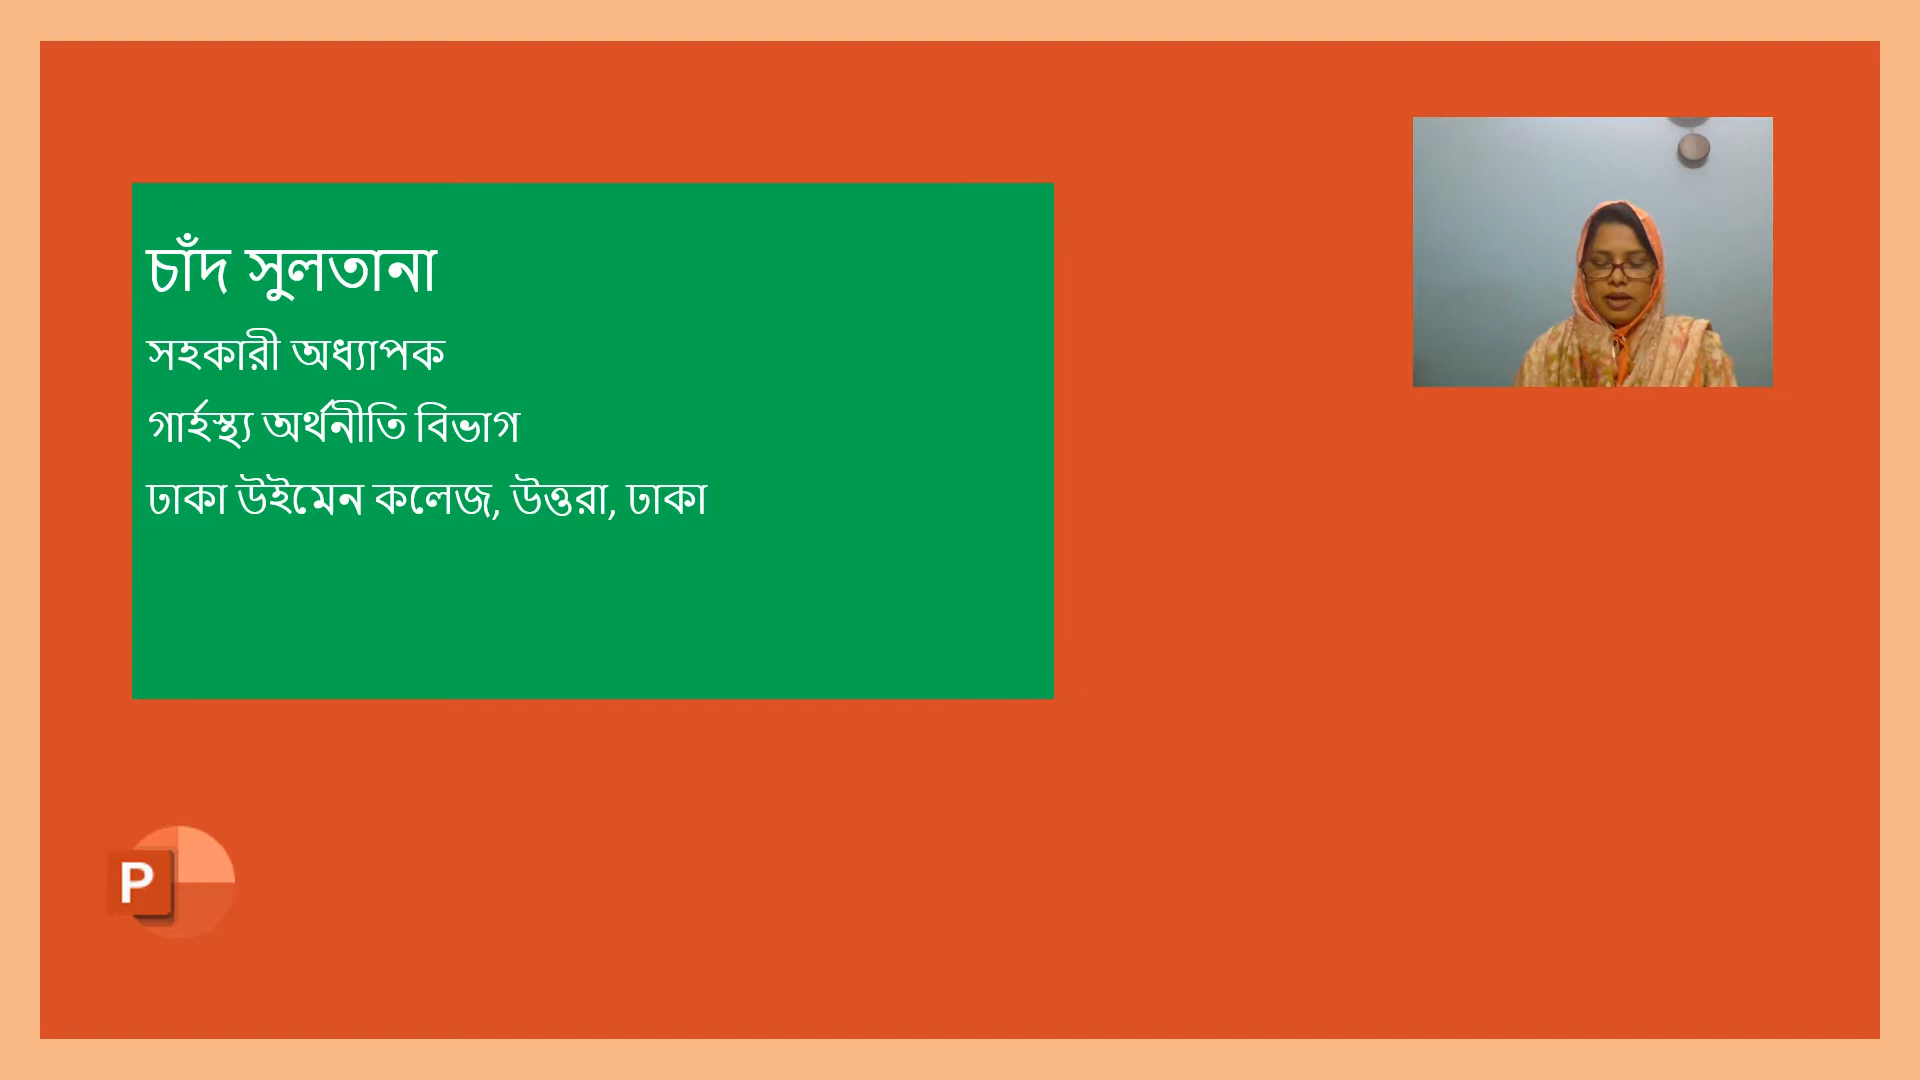 চাঁদ সুলতানা
সহকারী অধ্যাপক
গার্হস্থ্য অর্থনীতি বিভাগ
ঢাকা উইমেন কলেজ, উত্তরা, ঢাকা
P